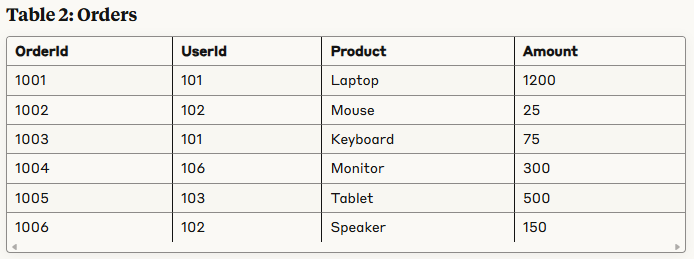 Table 2: Orders
OrderId UserId Product Amount
1001 101 Laptop 1200
1002 102 Mouse 25
1003 101 Keyboard 75
1004 106 Monitor 300
1005 103 Tablet 500
1006 102 Speaker 150